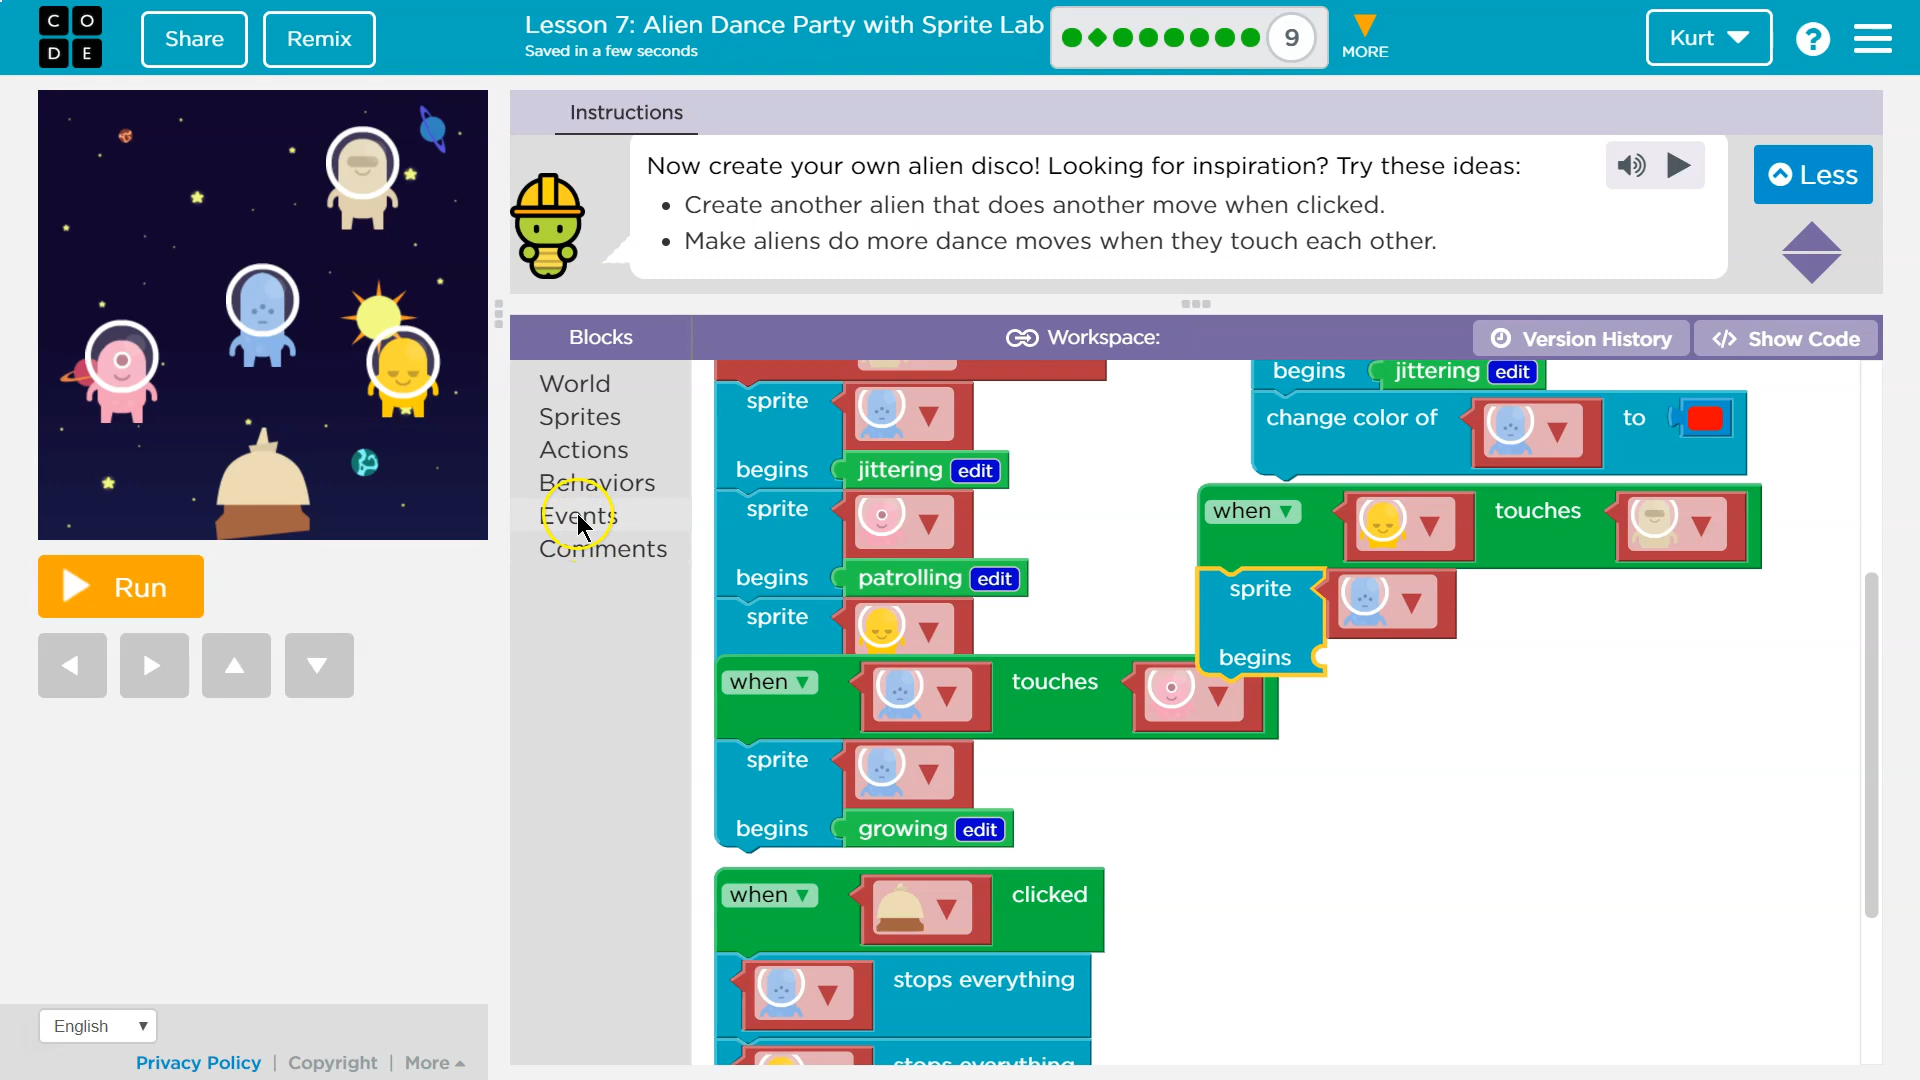 C O
D E
Share
Remix
Lesson 7: Alien Dance Party with Sprite Lab
Saved in a few seconds
9
MORE
Kurt
?
Instructions
Now create your own alien disco! Looking for inspiration? Try these ideas:
• Create another alien that does another move when clicked.
• Make aliens do more dance moves when they touch each other.
Less
Blocks
Workspace:
Version History
</> Show Code
World
Sprites
Actions
Behaviors
Events
Comments
sprite
begins jittering edit
sprite
begins patrolling edit
sprite
when touches
sprite
begins growing edit
when clicked
stops everything
stops everything
begins jittering edit
change color of to
when touches
sprite
begins
Run
English
Privacy Policy | Copyright | More